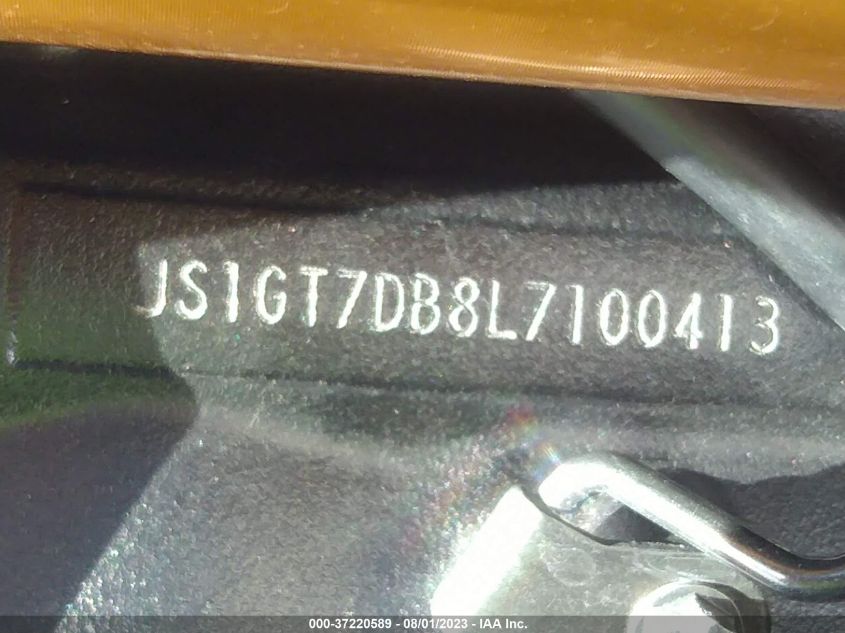 JS1GT7DB8L7100413
000-37220589 - 08/01/2023 - IAA Inc.